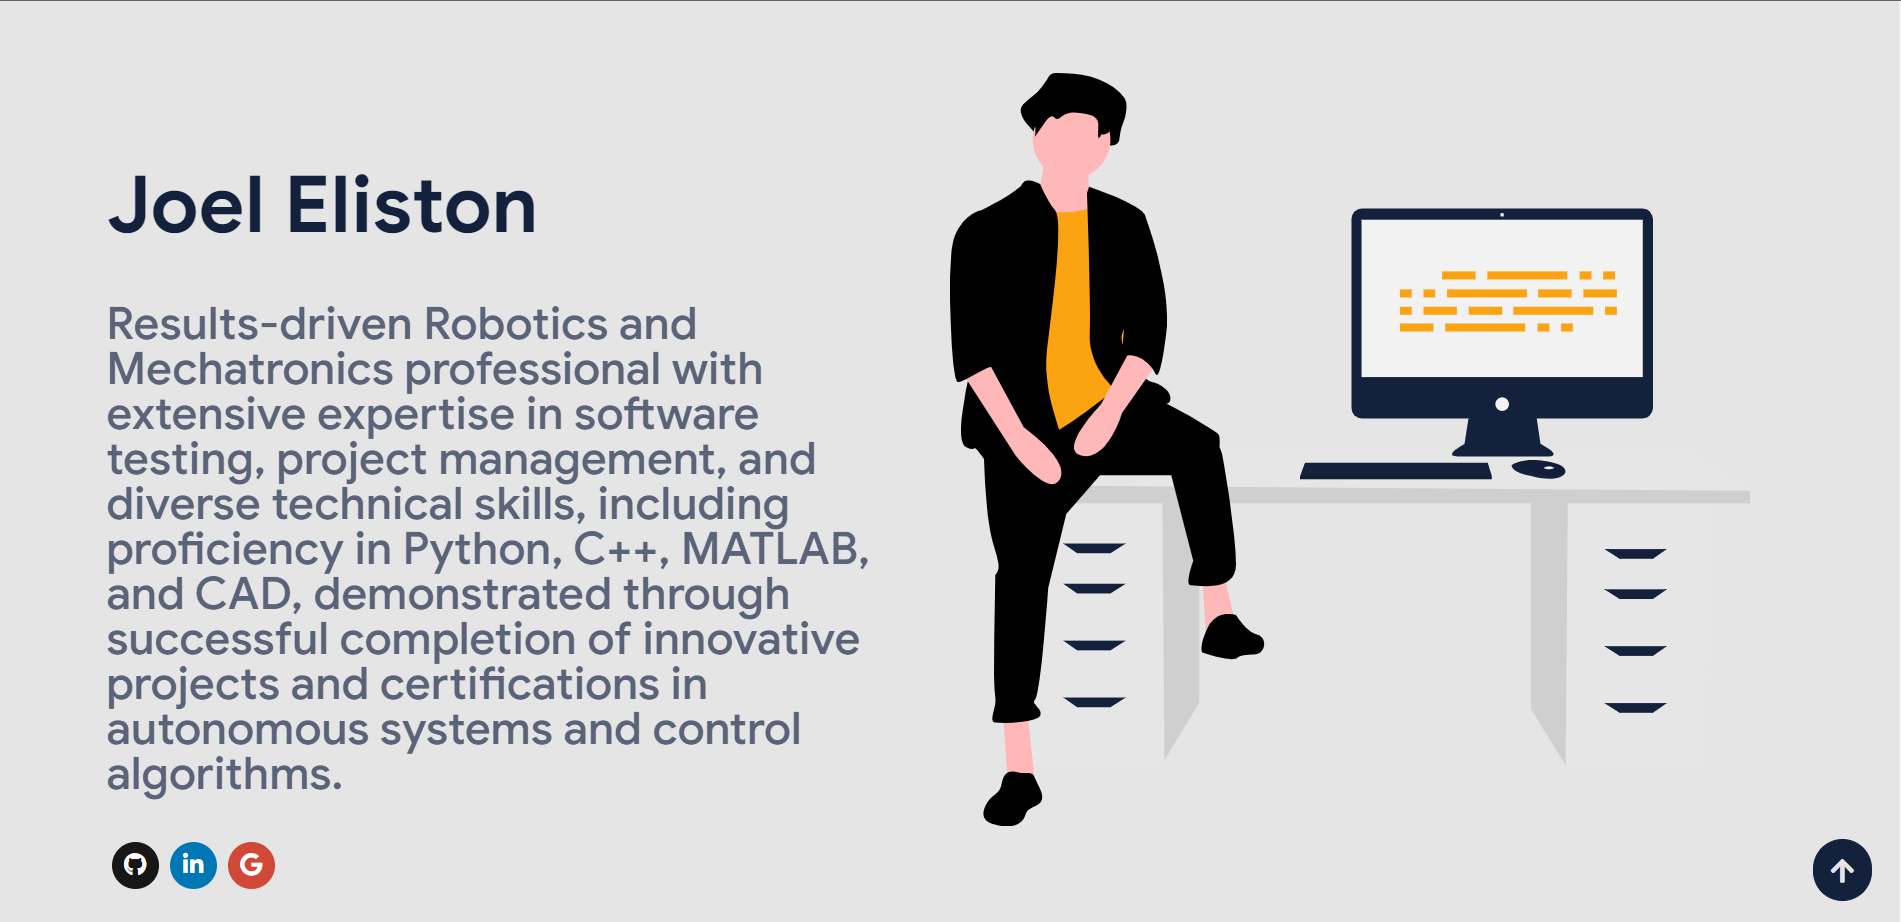 Joel Eliston
Results-driven Robotics and
Mechatronics professional with
extensive expertise in software
testing, project management, and
diverse technical skills, including
proficiency in Python, C++, MATLAB,
and CAD, demonstrated through
successful completion of innovative
projects and certifications in
autonomous systems and control
algorithms.
in
G